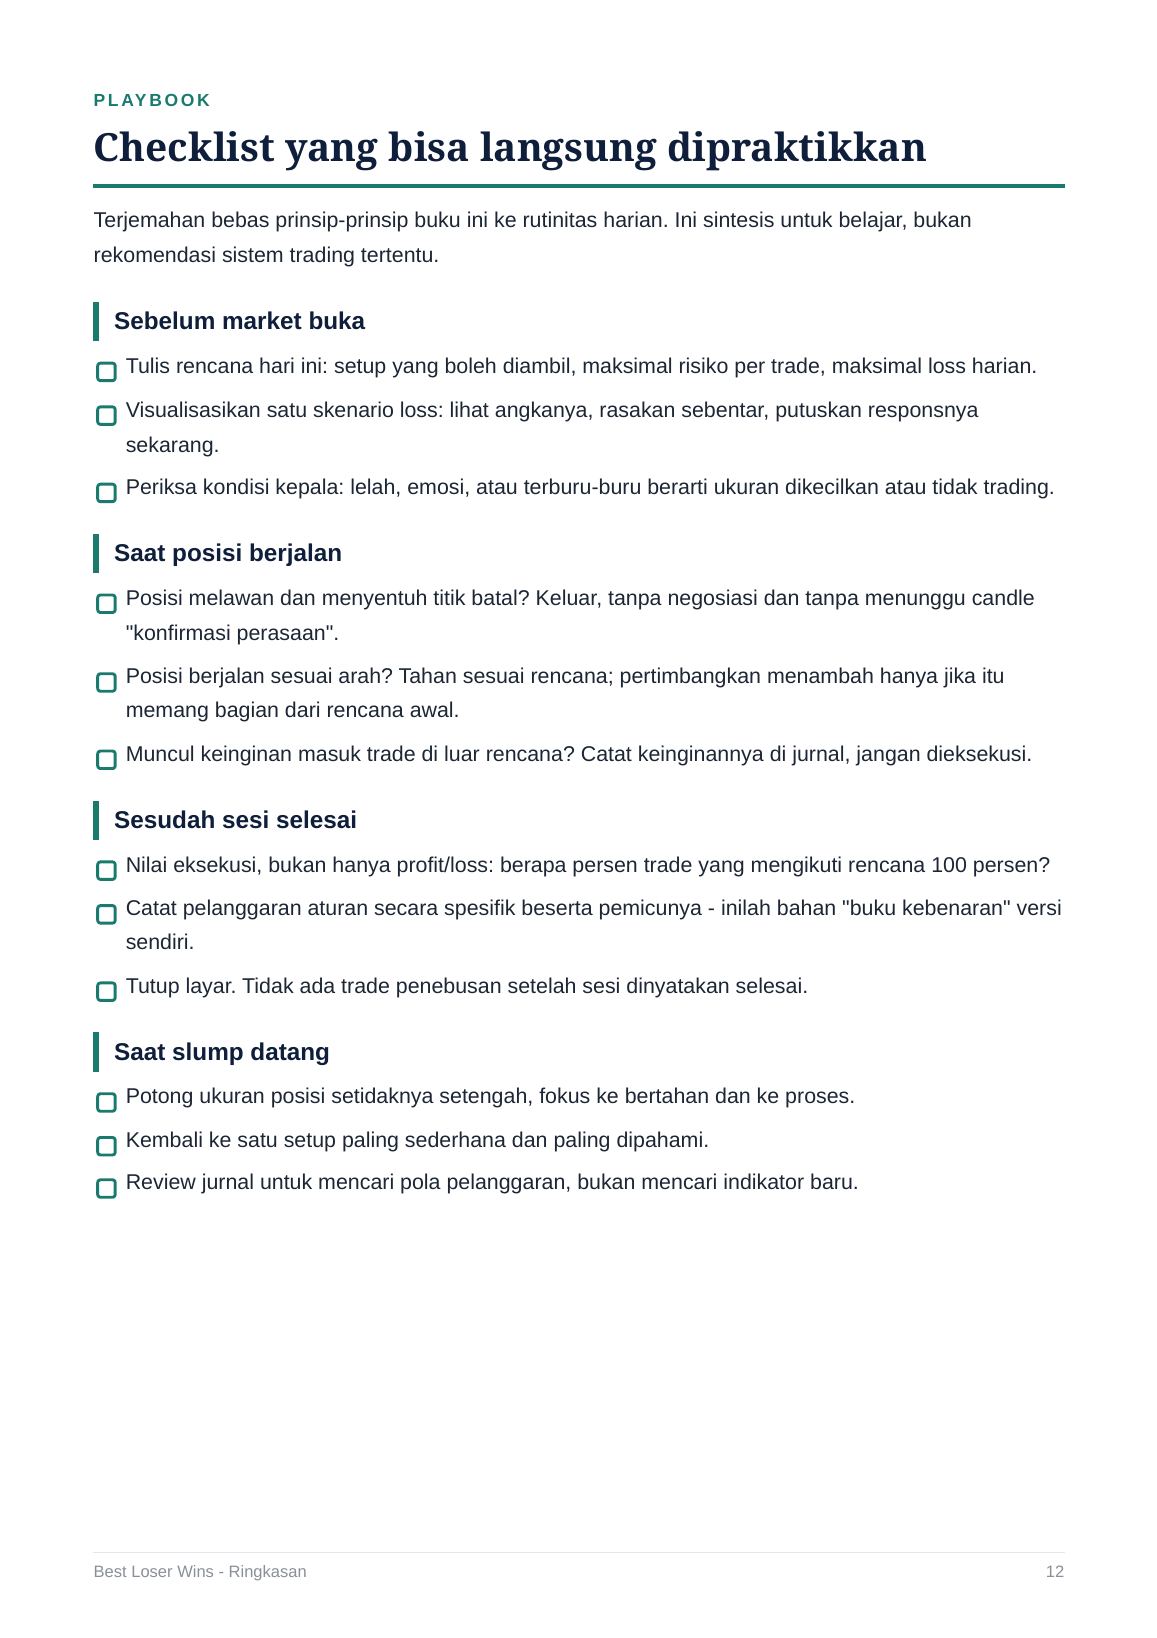 PLAYBOOK
Checklist yang bisa langsung dipraktikkan
Terjemahan bebas prinsip-prinsip buku ini ke rutinitas harian. Ini sintesis untuk belajar, bukan
rekomendasi sistem trading tertentu.
Sebelum market buka
Tulis rencana hari ini: setup yang boleh diambil, maksimal risiko per trade, maksimal loss harian.
Visualisasikan satu skenario loss: lihat angkanya, rasakan sebentar, putuskan responsnya
sekarang.
Periksa kondisi kepala: lelah, emosi, atau terburu-buru berarti ukuran dikecilkan atau tidak trading.
Saat posisi berjalan
Posisi melawan dan menyentuh titik batal? Keluar, tanpa negosiasi dan tanpa menunggu candle
"konfirmasi perasaan".
Posisi berjalan sesuai arah? Tahan sesuai rencana; pertimbangkan menambah hanya jika itu
memang bagian dari rencana awal.
Muncul keinginan masuk trade di luar rencana? Catat keinginannya di jurnal, jangan dieksekusi.
Sesudah sesi selesai
Nilai eksekusi, bukan hanya profit/loss: berapa persen trade yang mengikuti rencana 100 persen?
Catat pelanggaran aturan secara spesifik beserta pemicunya - inilah bahan "buku kebenaran" versi
sendiri.
Tutup layar. Tidak ada trade penebusan setelah sesi dinyatakan selesai.
Saat slump datang
Potong ukuran posisi setidaknya setengah, fokus ke bertahan dan ke proses.
Kembali ke satu setup paling sederhana dan paling dipahami.
Review jurnal untuk mencari pola pelanggaran, bukan mencari indikator baru.
Best Loser Wins - Ringkasan
12